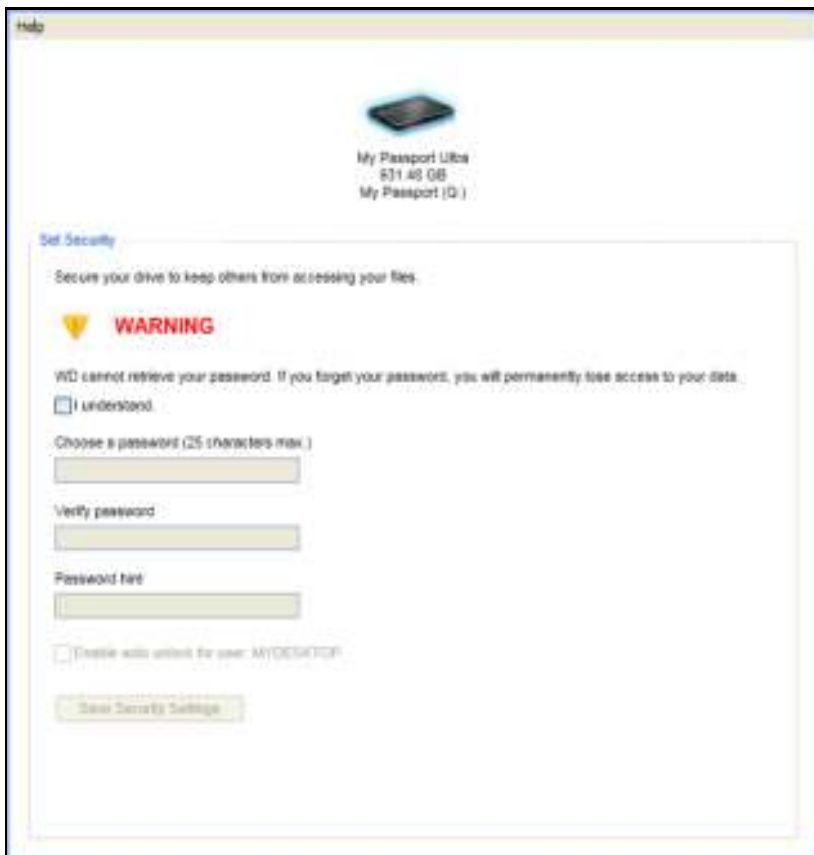 Help
My Passport Ultra
931.46 GB
My Passport (Q:)
Set Security
Secure your drive to keep others from accessing your files.
WARNING
WD cannot retrieve your password. If you forget your password, you will permanently lose access to your data.
I understand.
Choose a password (25 characters max.)
Verify password
Password hint
Enable auto unlock for user: MYDESKTOP
Save Security Settings